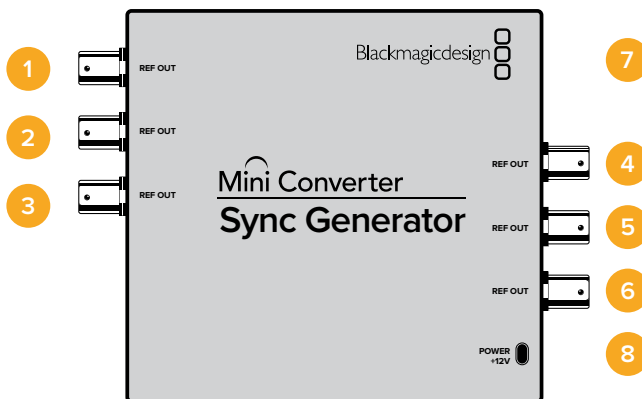 1
REF OUT
Blackmagicdesign
7
2
REF OUT
REF OUT
4
3
REF OUT
Mini Converter
Sync Generator
REF OUT
5
REF OUT
6
POWER
+12V
8